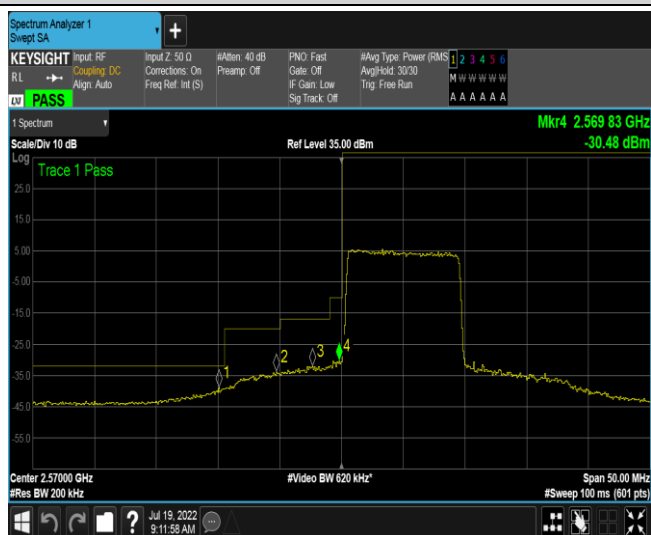 Spectrum Analyzer 1
Swept SA
+
KEYSIGHT
RL
LXI PASS
Input: RF
Coupling: DC
Align: Auto
Input Z: 50 Ω
Corrections: On
Freq Ref: Int (S)
#Atten: 40 dB
Preamp: Off
PNO: Fast
Gate: Off
IF Gain: Low
Sig Track: Off
#Avg Type: Power (RMS
Avg|Hold: 30/30
Trig: Free Run
1 2 3 4 5 6
M W W W W W
A A A A A A
1 Spectrum
Mkr4 2.569 83 GHz
Scale/Div 10 dB
Ref Level 35.00 dBm
-30.48 dBm
Log
Trace 1 Pass
25.0
15.0
5.00
-5.00
-15.0
-25.0
-35.0
-45.0
-55.0
1
2
3
4
Center 2.57000 GHz
#Video BW 620 kHz*
Span 50.00 MHz
#Res BW 200 kHz
#Sweep 100 ms (601 pts)
?
Jul 19, 2022
9:11:58 AM